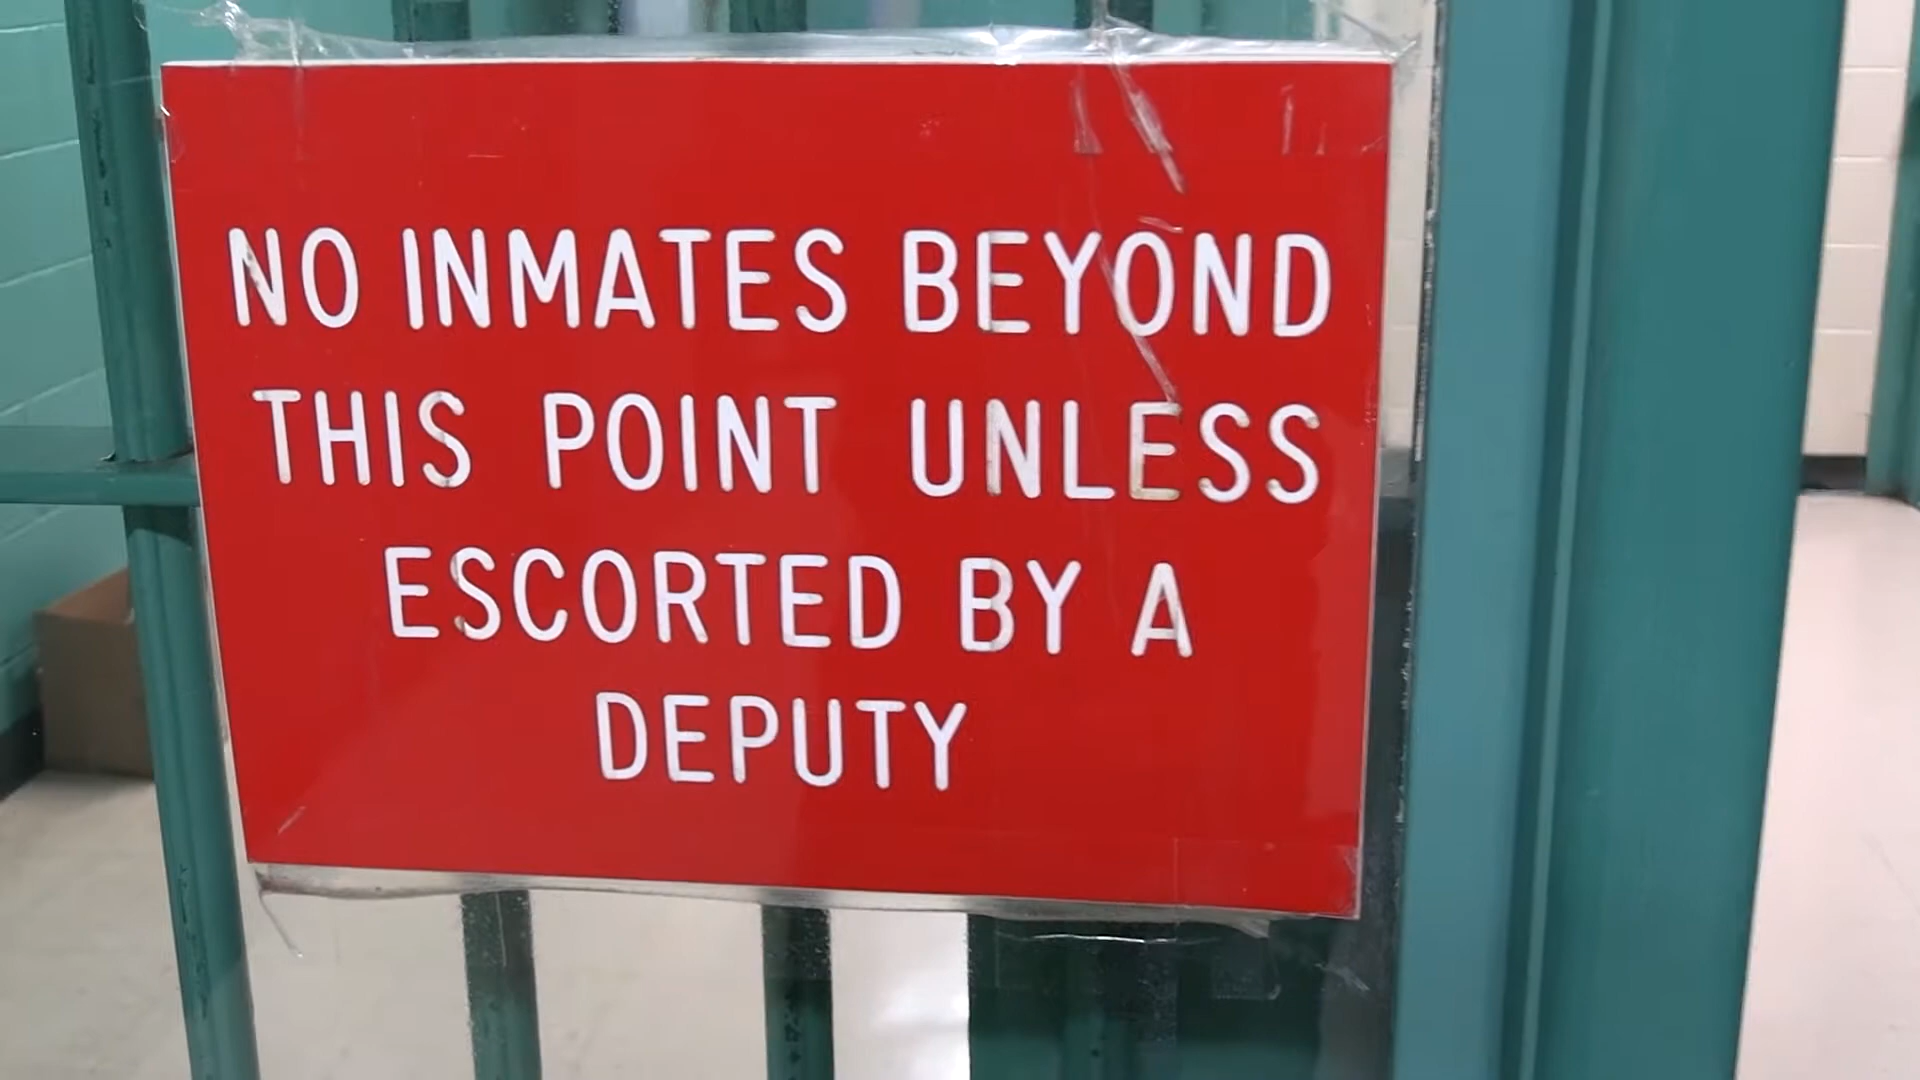 NO INMATES BEYOND
THIS POINT UNLESS
ESCORTED BY A
DEPUTY